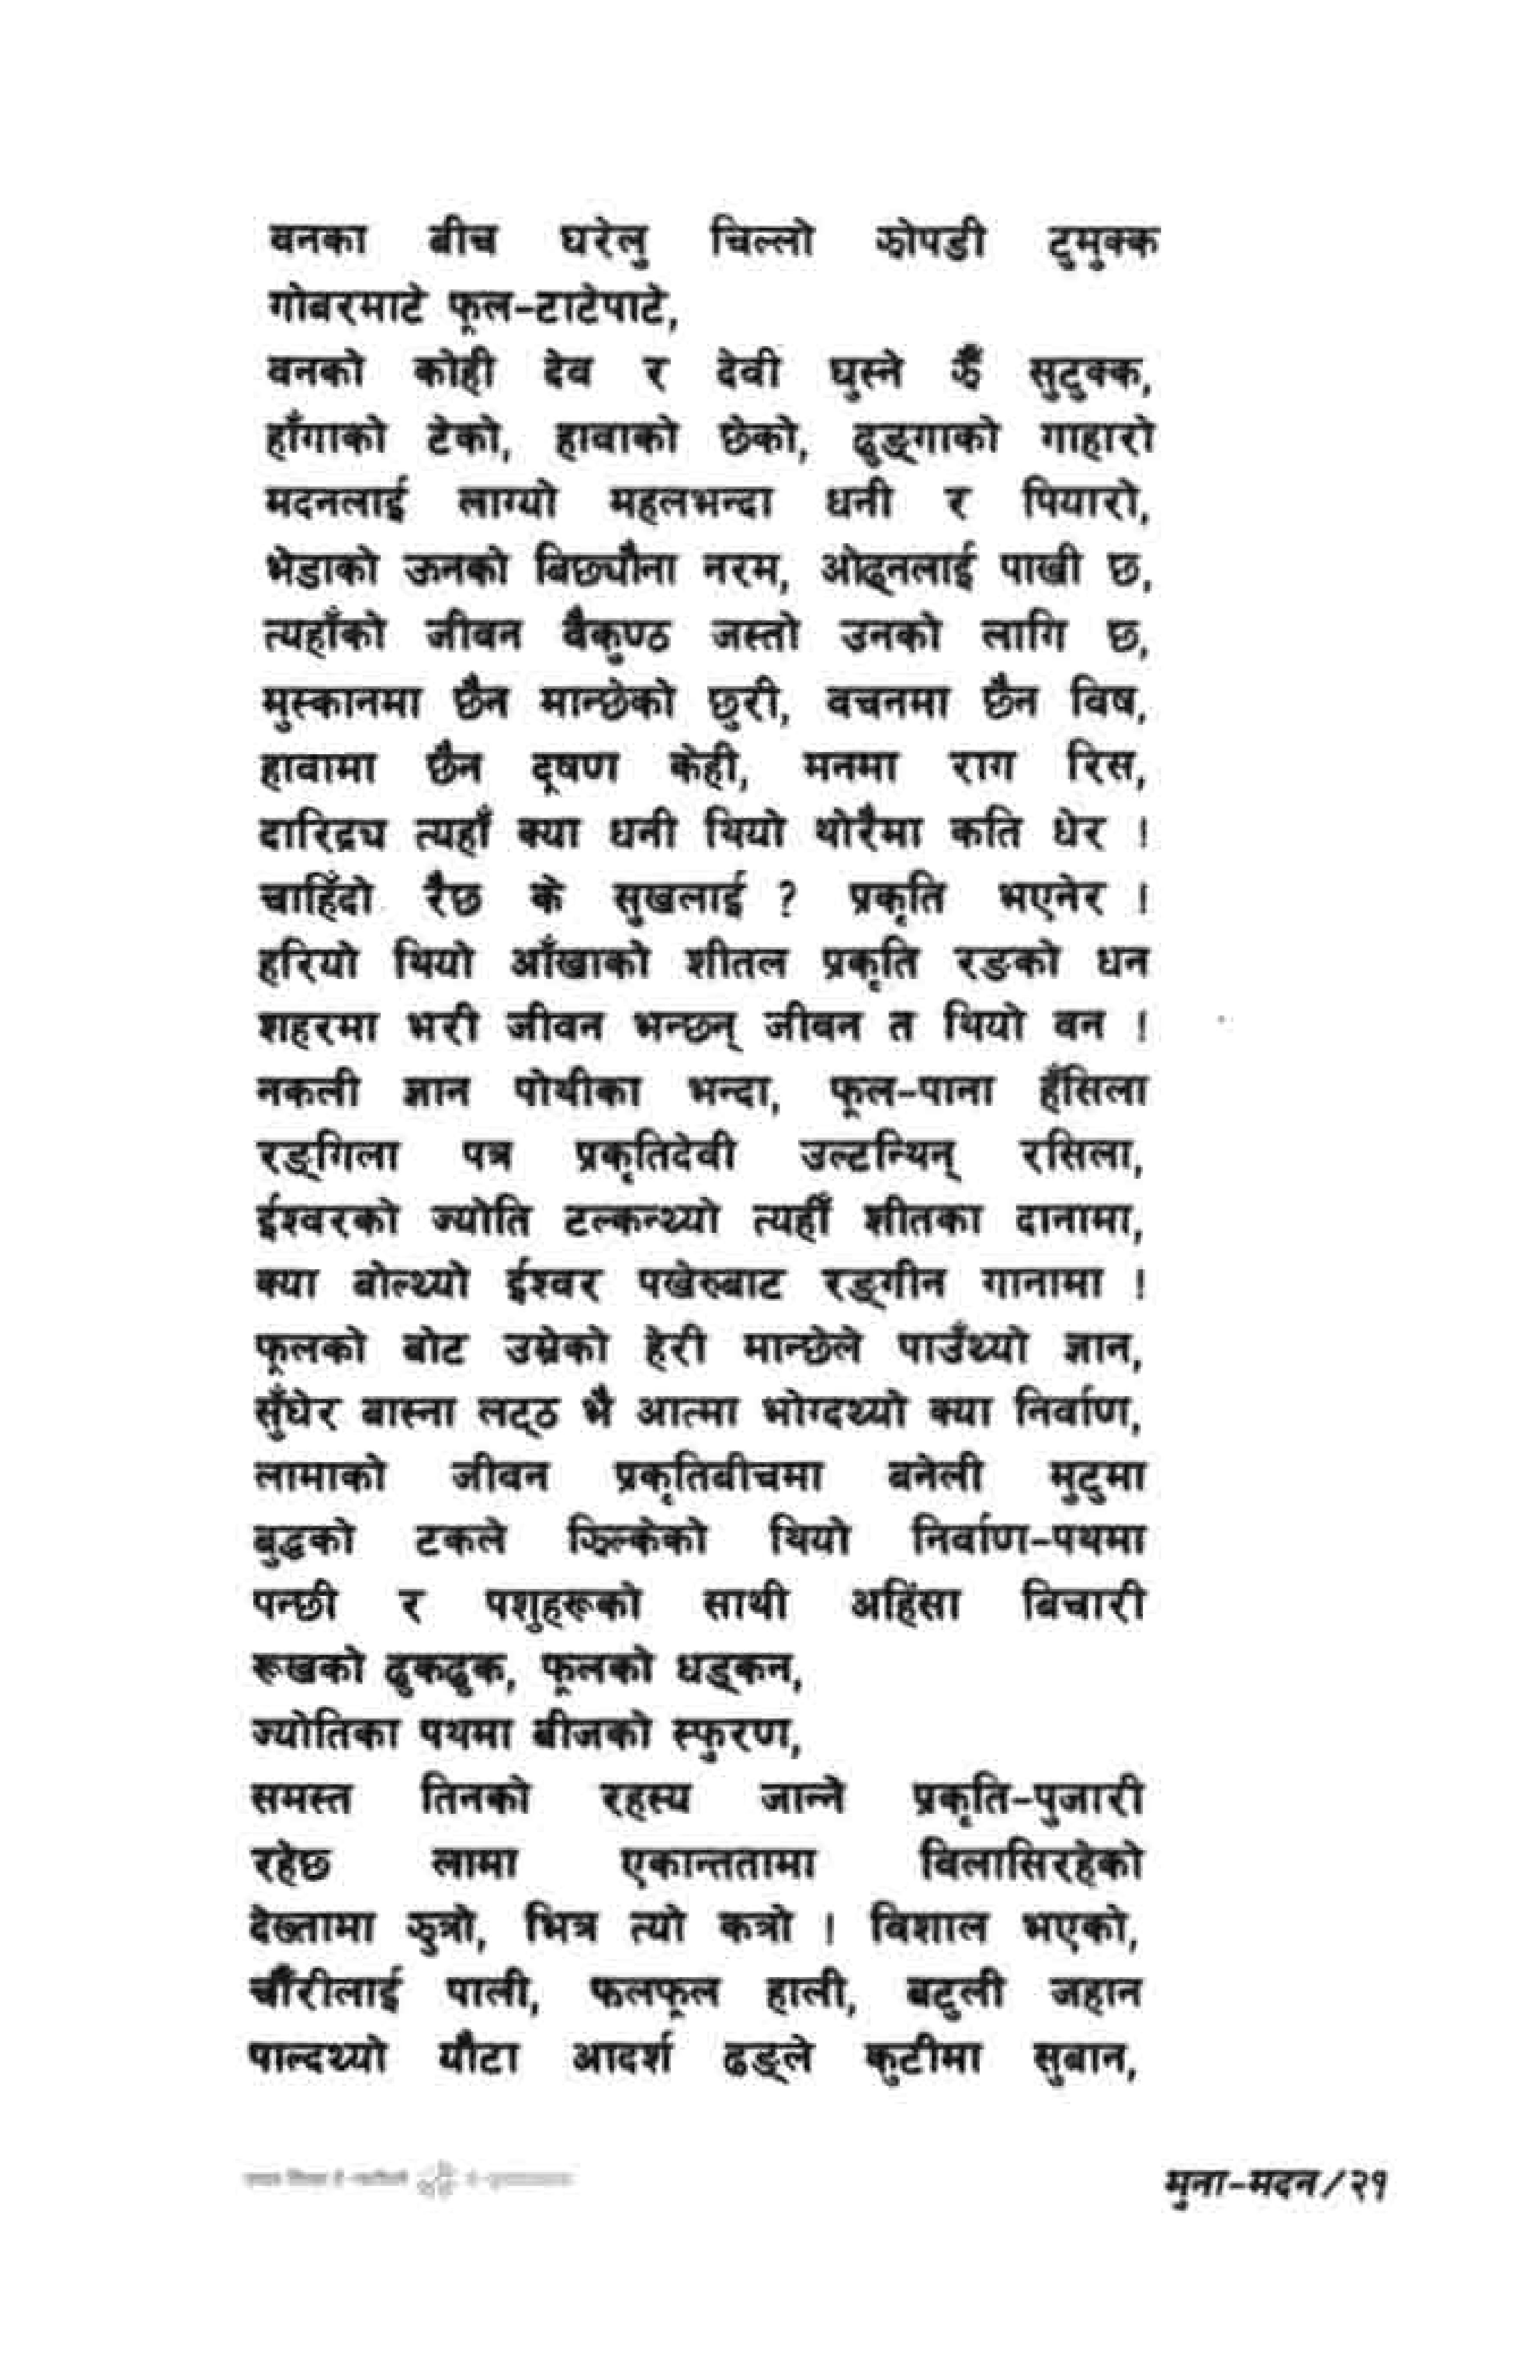 वनका बीच घरेलु चिल्लो झोपडी टुमुक्क
गोबरमाटे फूल-टाटेपाटे,
वनको कोही देव र देवी घुस्ने झैँ सुटुक्क,
हाँगाको टेको, हावाको छेको, ढुङ्गाको गाहारो
मदनलाई लाग्यो महलभन्दा धनी र पियारो,
भेडाको ऊनको बिछ्यौना नरम, ओढ्नलाई पाखी छ,
त्यहाँको जीवन वैकुण्ठ जस्तो उनको लागि छ,
मुस्कानमा छैन मान्छेको छुरी, वचनमा छैन विष,
हावामा छैन दूषण केही, मनमा राग रिस,
दारिद्र्य त्यहाँ क्या धनी थियो थोरैमा कति धेर !
चाहिँदो रैछ के सुखलाई ? प्रकृति भएनेर !
हरियो थियो आँखाको शीतल प्रकृति रङको धन
शहरमा भरी जीवन भन्छन् जीवन त थियो वन !
नकली ज्ञान पोथीका भन्दा, फूल-पाना हँसिला
रङ्गिला पत्र प्रकृतिदेवी उल्टन्थिन् रसिला,
ईश्वरको ज्योति टल्कन्थ्यो त्यहीँ शीतका दानामा,
क्या बोल्थ्यो ईश्वर पखेरुबाट रङ्गीन गानामा !
फूलको बोट उम्रेको हेरी मान्छेले पाउँथ्यो ज्ञान,
सुँघेर बास्ना लट्ठ भै आत्मा भोग्दथ्यो क्या निर्वाण,
लामाको जीवन प्रकृतिबीचमा बनेली मुटुमा
बुद्धको टकले झिल्केको थियो निर्वाण-पथमा
पन्छी र पशुहरूको साथी अहिंसा बिचारी
रूखको ढुकढुक, फूलको धड्कन,
ज्योतिका पथमा बीजको स्फुरण,
समस्त तिनको रहस्य जान्ने प्रकृति-पुजारी
रहेछ लामा एकान्ततामा विलासिरहेको
देख्तामा झुत्रो, भित्र त्यो कत्रो ! विशाल भएको,
चौँरीलाई पाली, फलफूल हाली, बटुली जहान
पाल्दथ्यो यौटा आदर्श ढङ्ले कुटीमा सुबान,
मुना-मदन/२१